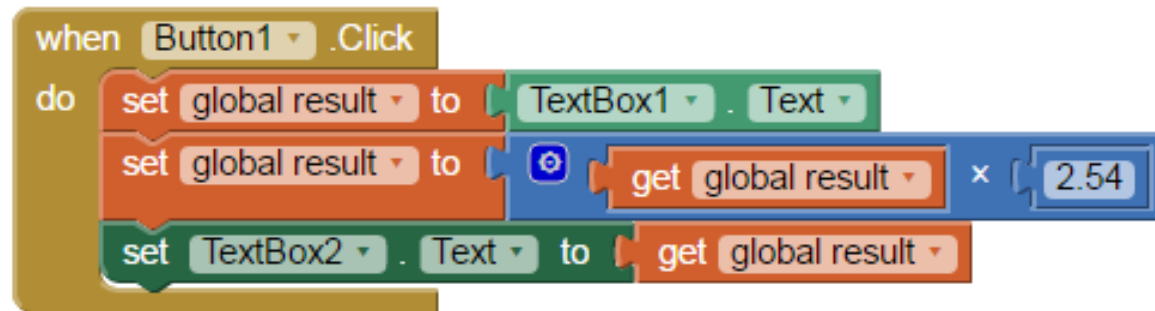 when Button1 .Click
do set global result to TextBox1 . Text
set global result to get global result × 2.54
set TextBox2 . Text to get global result